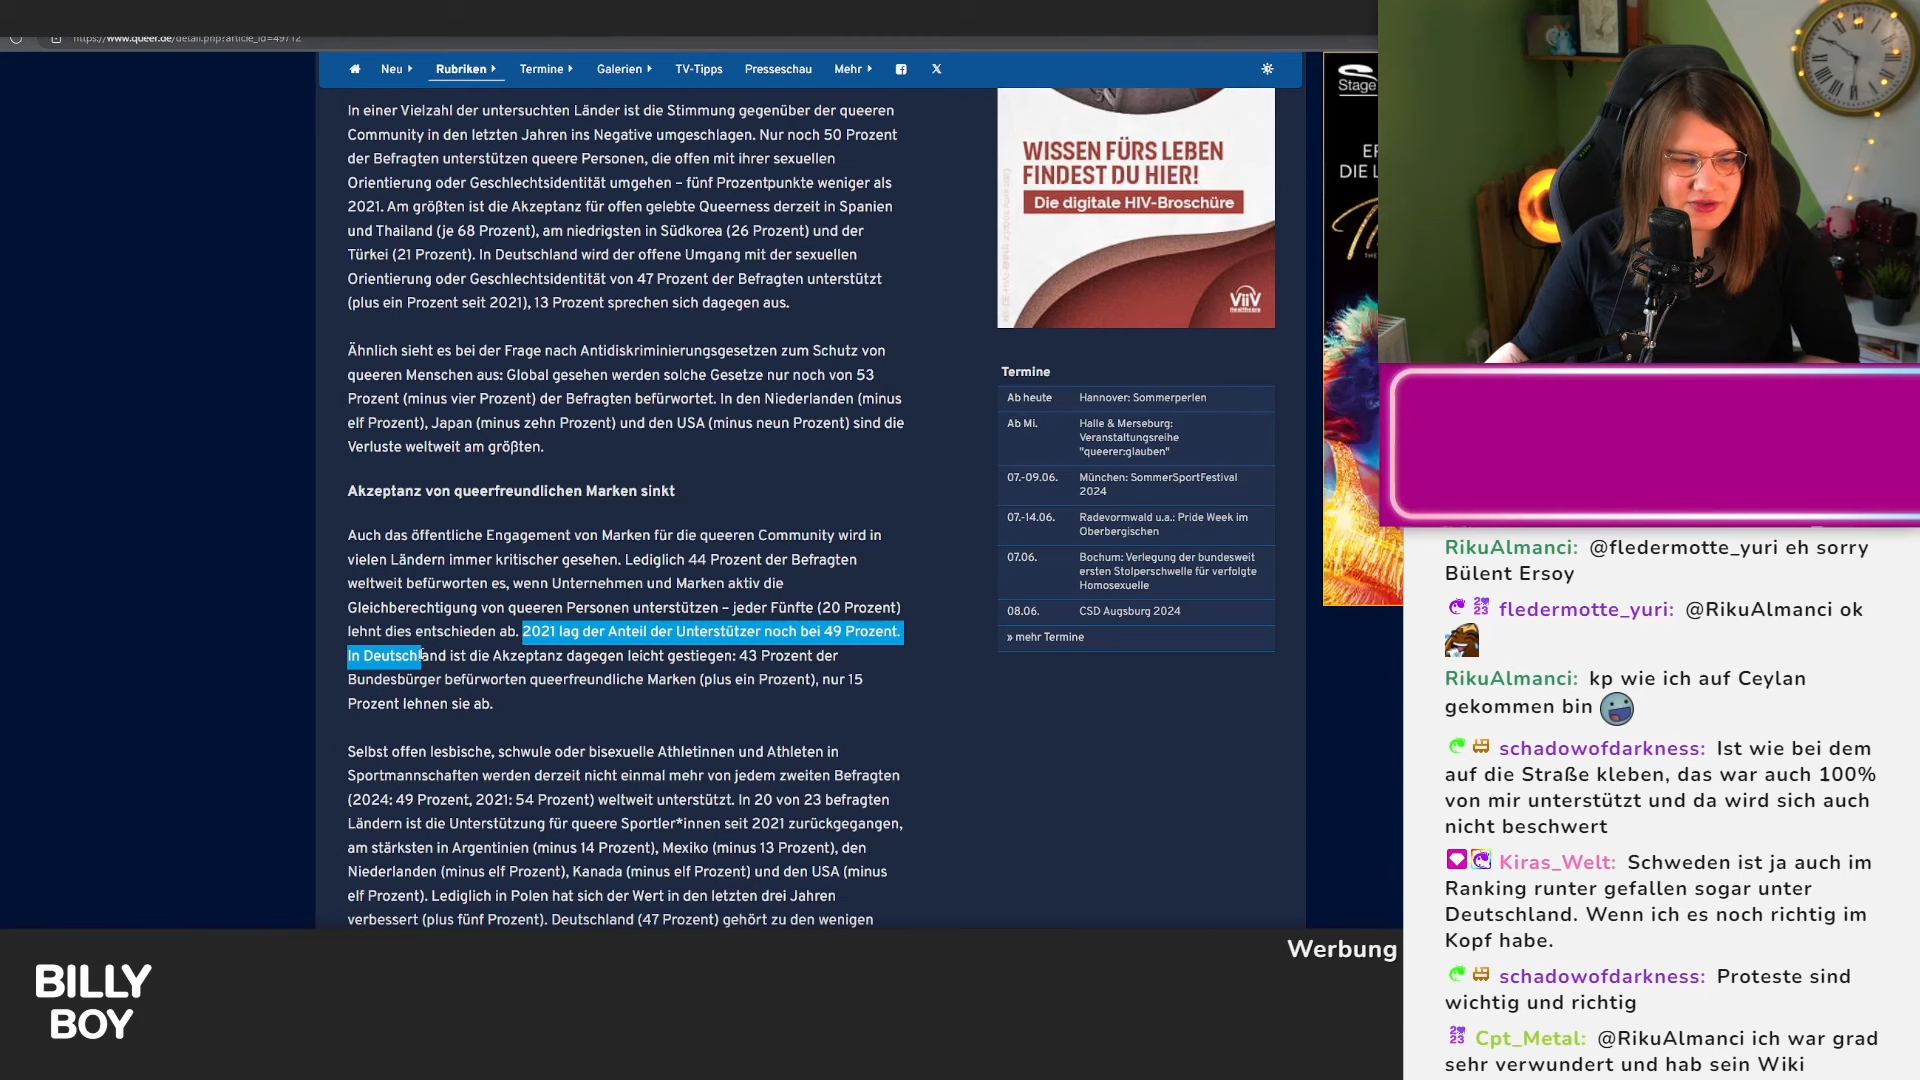 https://www.queer.de/detail.php?article_id=49712
Neu
Rubriken
Termine
Galerien
TV-Tipps
Presseschau
Mehr
In einer Vielzahl der untersuchten Länder ist die Stimmung gegenüber der queeren
Community in den letzten Jahren ins Negative umgeschlagen. Nur noch 50 Prozent
der Befragten unterstützen queere Personen, die offen mit ihrer sexuellen
Orientierung oder Geschlechtsidentität umgehen – fünf Prozentpunkte weniger als
2021. Am größten ist die Akzeptanz für offen gelebte Queerness derzeit in Spanien
und Thailand (je 68 Prozent), am niedrigsten in Südkorea (26 Prozent) und der
Türkei (21 Prozent). In Deutschland wird der offene Umgang mit der sexuellen
Orientierung oder Geschlechtsidentität von 47 Prozent der Befragten unterstützt
(plus ein Prozent seit 2021), 13 Prozent sprechen sich dagegen aus.
Ähnlich sieht es bei der Frage nach Antidiskriminierungsgesetzen zum Schutz von
queeren Menschen aus: Global gesehen werden solche Gesetze nur noch von 53
Prozent (minus vier Prozent) der Befragten befürwortet. In den Niederlanden (minus
elf Prozent), Japan (minus zehn Prozent) und den USA (minus neun Prozent) sind die
Verluste weltweit am größten.
Akzeptanz von queerfreundlichen Marken sinkt
Auch das öffentliche Engagement von Marken für die queeren Community wird in
vielen Ländern immer kritischer gesehen. Lediglich 44 Prozent der Befragten
weltweit befürworten es, wenn Unternehmen und Marken aktiv die
Gleichberechtigung von queeren Personen unterstützen – jeder Fünfte (20 Prozent)
lehnt dies entschieden ab. 2021 lag der Anteil der Unterstützer noch bei 49 Prozent.
In Deutschland ist die Akzeptanz dagegen leicht gestiegen: 43 Prozent der
Bundesbürger befürworten queerfreundliche Marken (plus ein Prozent), nur 15
Prozent lehnen sie ab.
Selbst offen lesbische, schwule oder bisexuelle Athletinnen und Athleten in
Sportmannschaften werden derzeit nicht einmal mehr von jedem zweiten Befragten
(2024: 49 Prozent, 2021: 54 Prozent) weltweit unterstützt. In 20 von 23 befragten
Ländern ist die Unterstützung für queere Sportler*innen seit 2021 zurückgegangen,
am stärksten in Argentinien (minus 14 Prozent), Mexiko (minus 13 Prozent), den
Niederlanden (minus elf Prozent), Kanada (minus elf Prozent) und den USA (minus
elf Prozent). Lediglich in Polen hat sich der Wert in den letzten drei Jahren
verbessert (plus fünf Prozent). Deutschland (47 Prozent) gehört zu den wenigen
WISSEN FÜRS LEBEN
FINDEST DU HIER!
Die digitale HIV-Broschüre
ViiV
Healthcare
Termine
Ab heute Hannover: Sommerperlen
Ab Mi. Halle & Merseburg:
Veranstaltungsreihe
"queerer:glauben"
07.-09.06. München: SommerSportFestival
2024
07.-14.06. Radevormwald u.a.: Pride Week im
Oberbergischen
07.06. Bochum: Verlegung der bundesweit
ersten Stolperschwelle für verfolgte
Homosexuelle
08.06. CSD Augsburg 2024
» mehr Termine
Stage
DIE L
RikuAlmanci: @fledermotte_yuri eh sorry
Bülent Ersoy
fledermotte_yuri: @RikuAlmanci ok
RikuAlmanci: kp wie ich auf Ceylan
gekommen bin
schadowofdarkness: Ist wie bei dem
auf die Straße kleben, das war auch 100%
von mir unterstützt und da wird sich auch
nicht beschwert
Kiras_Welt: Schweden ist ja auch im
Ranking runter gefallen sogar unter
Deutschland. Wenn ich es noch richtig im
Kopf habe.
schadowofdarkness: Proteste sind
wichtig und richtig
Cpt_Metal: @RikuAlmanci ich war grad
sehr verwundert und hab sein Wiki
Werbung
BILLY
BOY